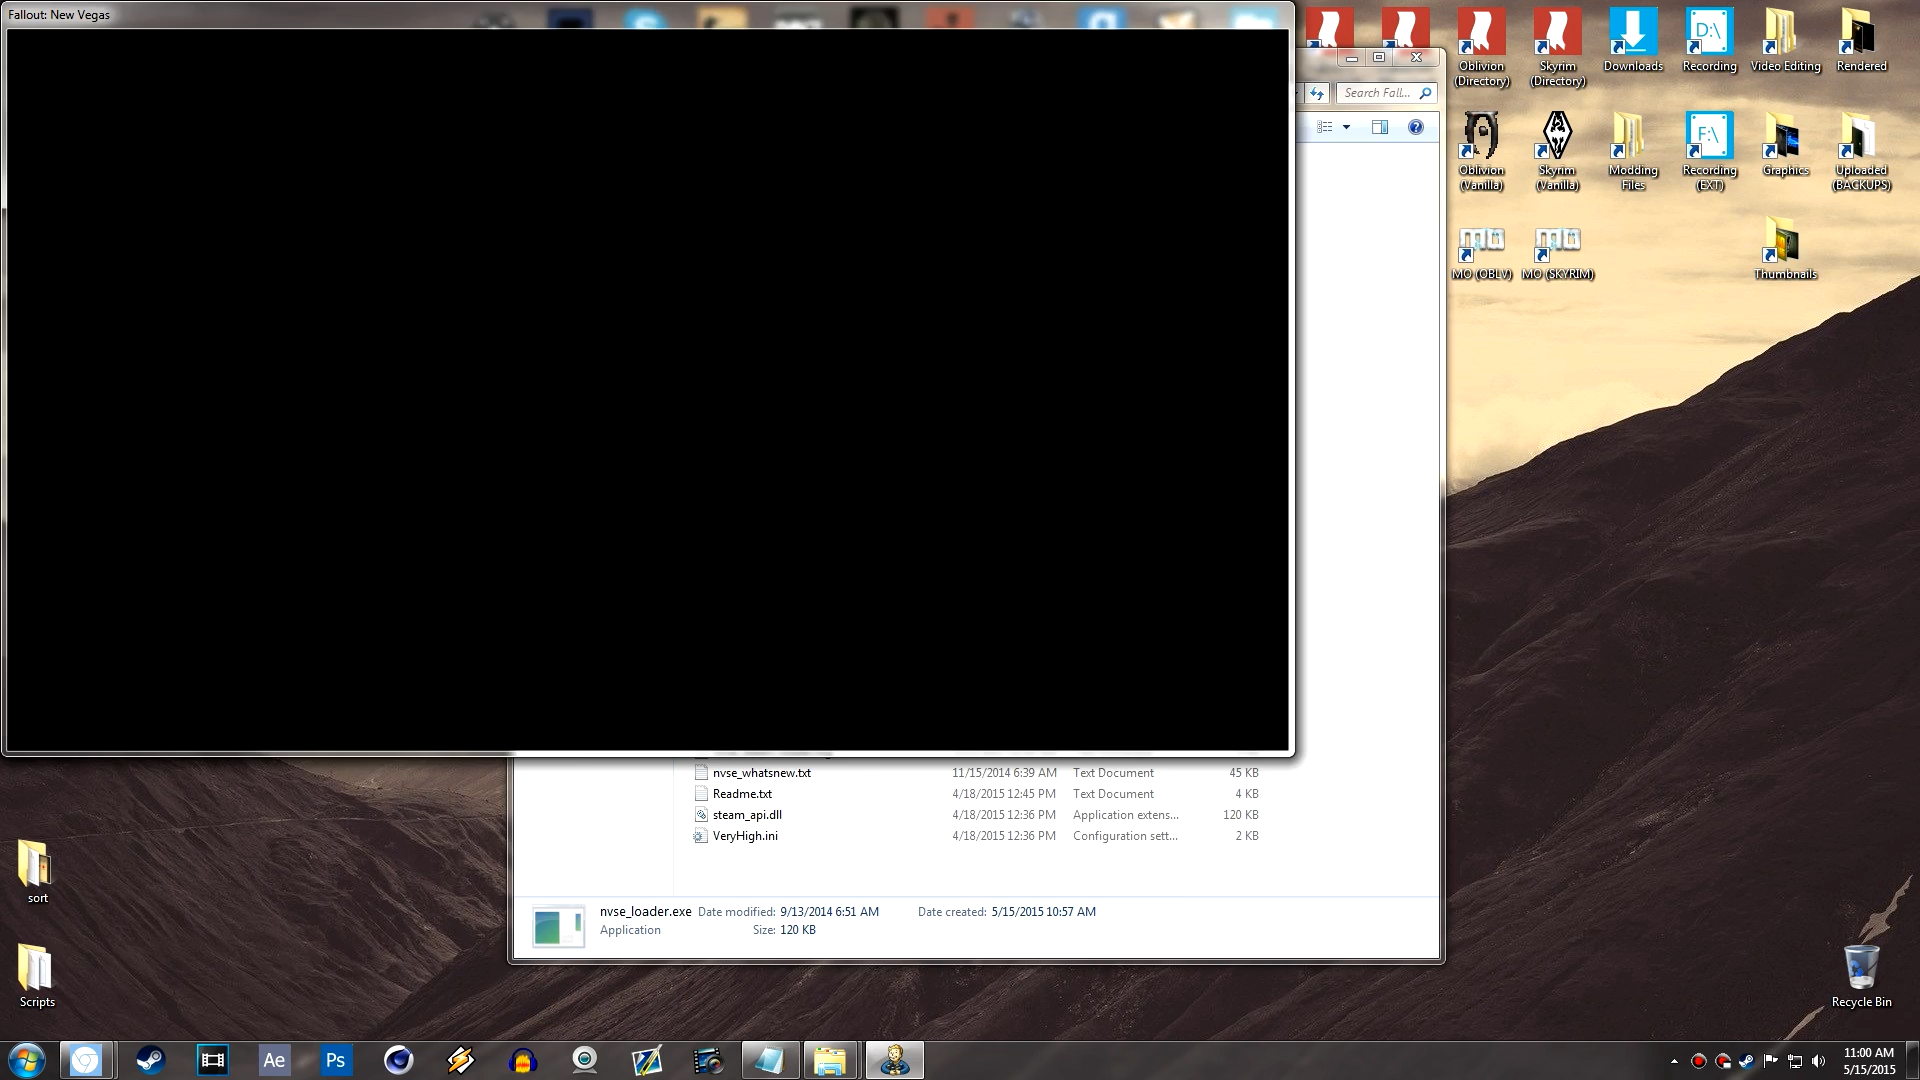 Fallout: New Vegas
Search Fall...
Oblivion
(Directory)
Skyrim
(Directory)
Downloads
D:\
Recording
Video Editing
Rendered
Oblivion
(Vanilla)
Skyrim
(Vanilla)
Modding
Files
F:\
Recording
(EXT)
Graphics
Uploaded
(BACKUPS)
MO (OBLV)
MO (SKYRIM)
Thumbnails
nvse_whatsnew.txt 11/15/2014 6:39 AM Text Document 45 KB
Readme.txt 4/18/2015 12:45 PM Text Document 4 KB
steam_api.dll 4/18/2015 12:36 PM Application extens... 120 KB
VeryHigh.ini 4/18/2015 12:36 PM Configuration sett... 2 KB
nvse_loader.exe Date modified: 9/13/2014 6:51 AM Date created: 5/15/2015 10:57 AM
Application Size: 120 KB
sort
Scripts
Recycle Bin
Ae
Ps
11:00 AM
5/15/2015